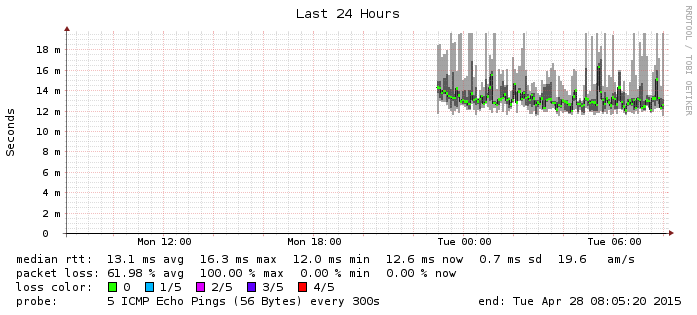 Last 24 Hours
RRDTOOL / TOBI OETIKER
Seconds
18 m
16 m
14 m
12 m
10 m
8 m
6 m
4 m
2 m
0
Mon 12:00 Mon 18:00 Tue 00:00 Tue 06:00
median rtt: 13.1 ms avg 16.3 ms max 12.0 ms min 12.6 ms now 0.7 ms sd 19.6 am/s
packet loss: 61.98 % avg 100.00 % max 0.00 % min 0.00 % now
loss color: 0 1/5 2/5 3/5 4/5
probe: 5 ICMP Echo Pings (56 Bytes) every 300s end: Tue Apr 28 08:05:20 2015